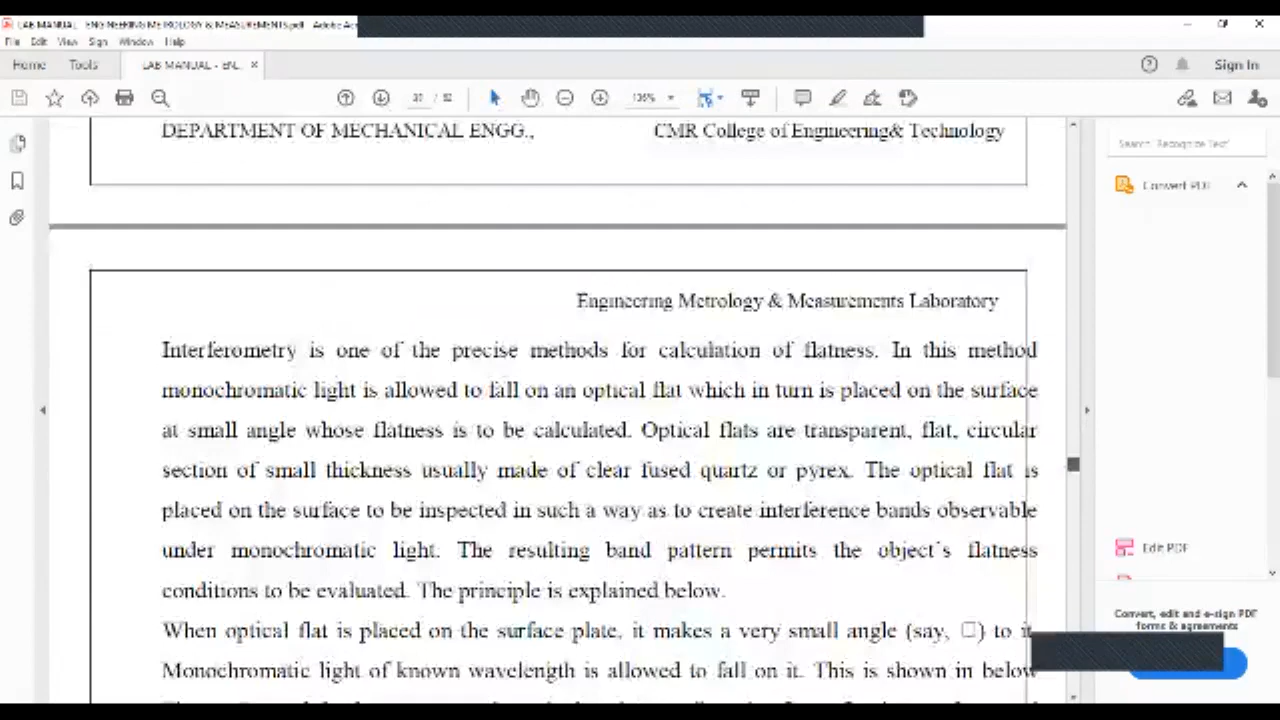 LAB MANUAL - ENGINEERING METROLOGY & MEASUREMENTS.pdf - Adobe Acr
File Edit View Sign Window Help
Home Tools LAB MANUAL - EN... × Sign In
/ 136%
DEPARTMENT OF MECHANICAL ENGG., CMR College of Engineering& Technology
Search 'Recognize Text'
Convert PDF
Engineering Metrology & Measurements Laboratory
Interferometry is one of the precise methods for calculation of flatness. In this method
monochromatic light is allowed to fall on an optical flat which in turn is placed on the surface
at small angle whose flatness is to be calculated. Optical flats are transparent, flat, circular
section of small thickness usually made of clear fused quartz or pyrex. The optical flat is
placed on the surface to be inspected in such a way as to create interference bands observable
under monochromatic light. The resulting band pattern permits the object's flatness
conditions to be evaluated. The principle is explained below.
When optical flat is placed on the surface plate, it makes a very small angle (say, □) to it.
Monochromatic light of known wavelength is allowed to fall on it. This is shown in below
Edit PDF
Convert, edit and e-sign PDF
forms & agreements